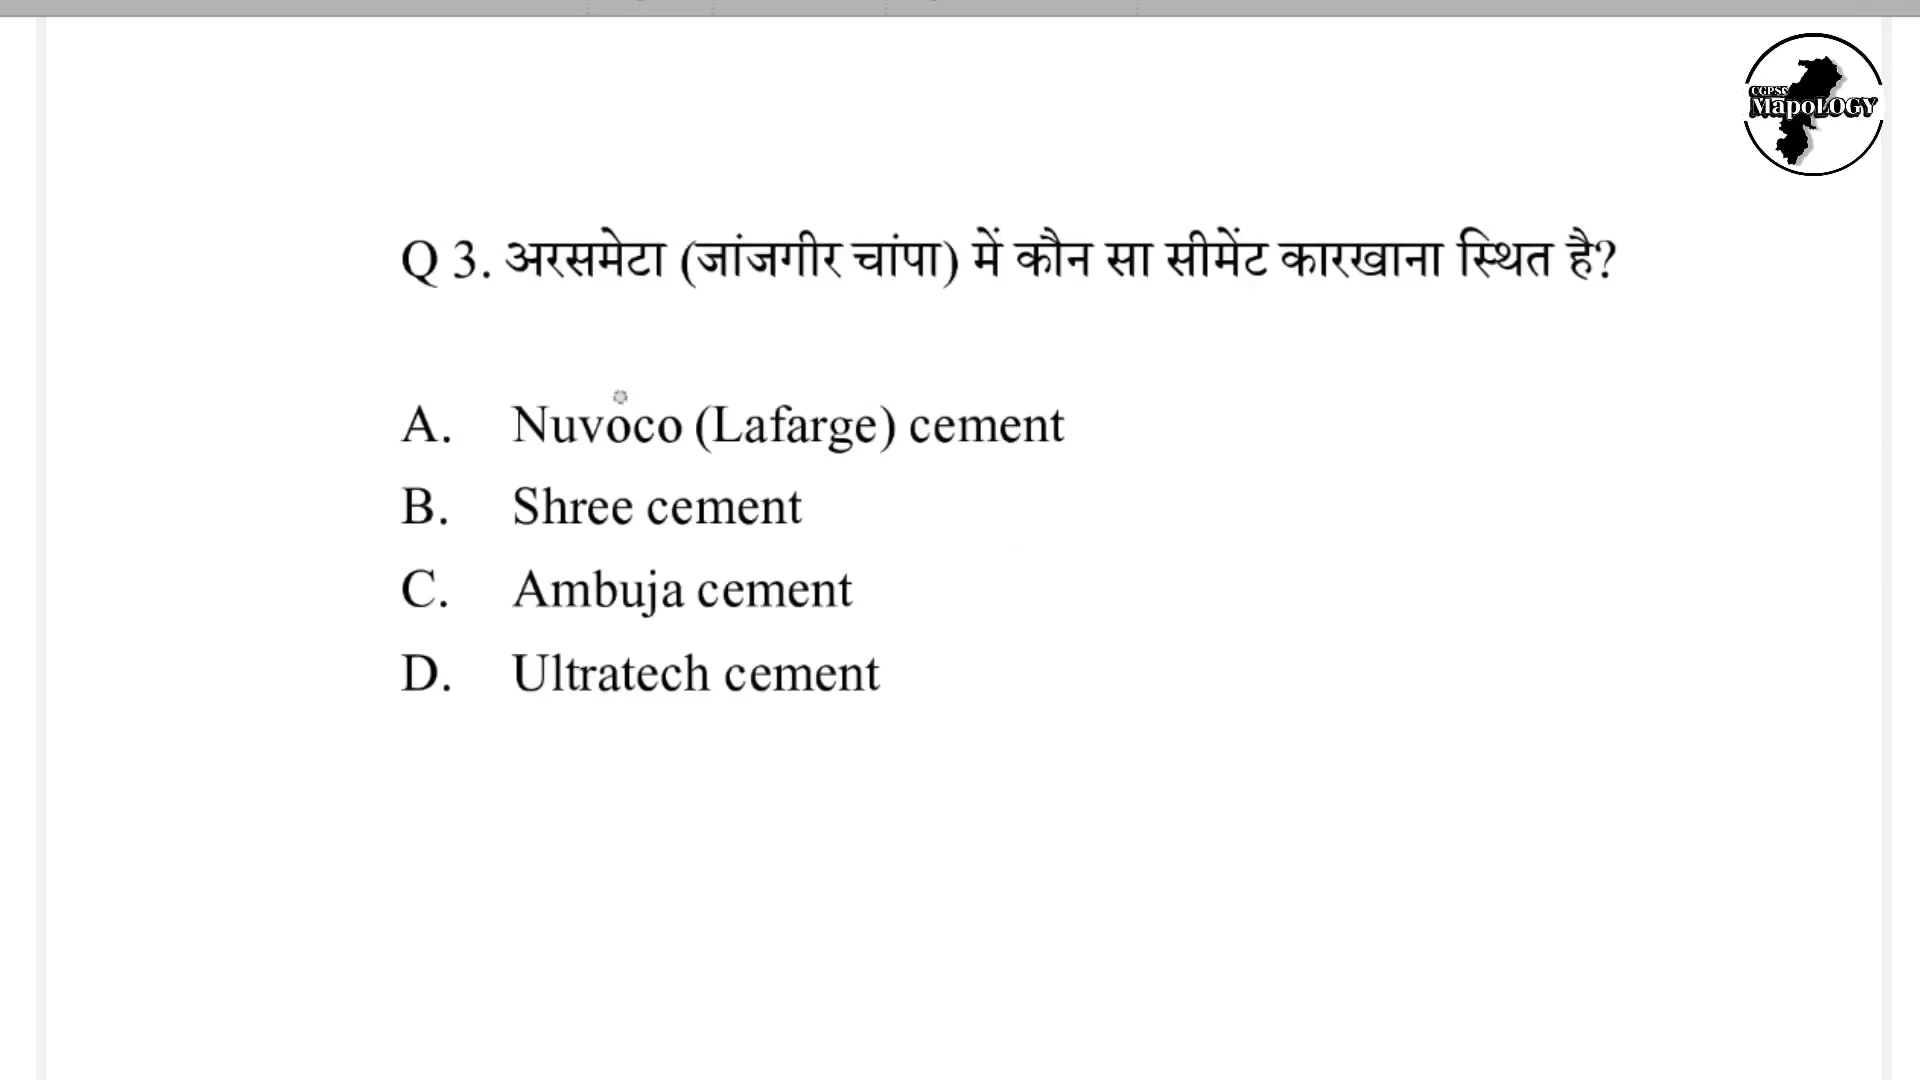 CGPSC
MapoLOGY
Q 3. अरसमेटा (जांजगीर चांपा) में कौन सा सीमेंट कारखाना स्थित है?
A. Nuvoco (Lafarge) cement
B. Shree cement
C. Ambuja cement
D. Ultratech cement